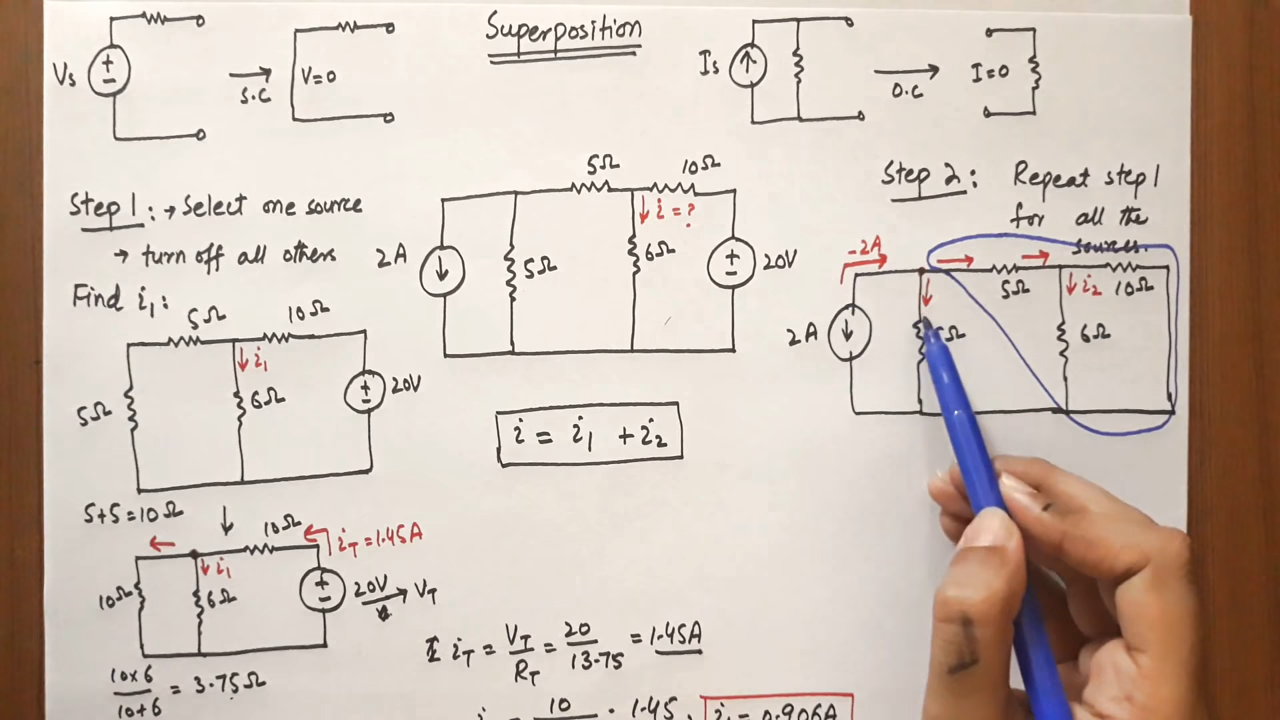 Superposition
Vs
+
-
S.C
V=0
Is
O.C
I=0
Step 1: → Select one source
→ turn off all others
Find i₁:
5Ω
10Ω
5Ω
i₁
6Ω
+
-
20V
5+5=10Ω
10Ω
iT=1.45A
10Ω
i₁
6Ω
+
-
20V
VT
10×6
10+6
= 3.75Ω
5Ω
10Ω
i=?
2A
5Ω
6Ω
+
-
20V
i = i₁ + i₂
iT = VT/RT = 20/13.75 = 1.45A
10 · 1.45
= 0.906A
Step 2: Repeat step 1
for all the
sources.
-2A
5Ω
i₂
10Ω
2A
6Ω